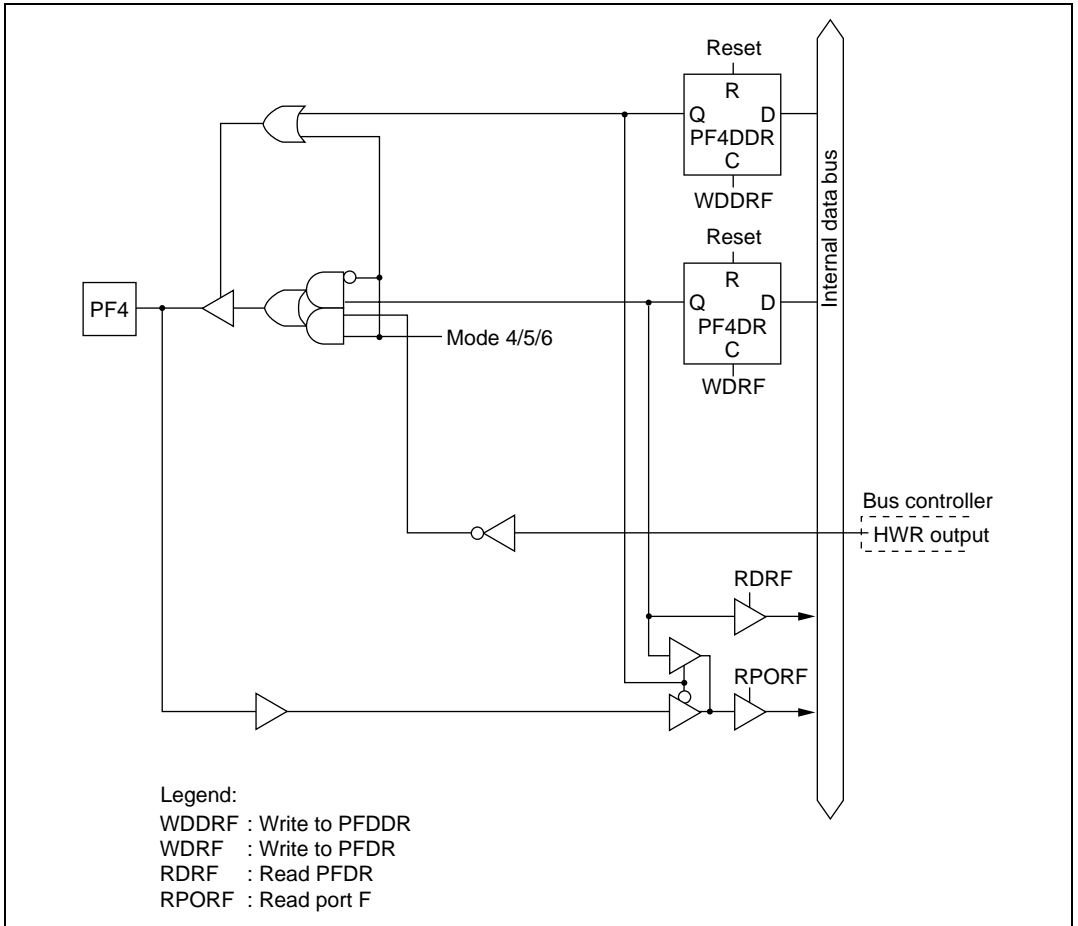 Reset
R
Q D
PF4DDR
C
WDDRF
Reset
R
Q D
PF4DR
C
WDRF
Internal data bus
PF4
Mode 4/5/6
Bus controller
HWR output
RDRF
RPORF
Legend:
WDDRF : Write to PFDDR
WDRF : Write to PFDR
RDRF : Read PFDR
RPORF : Read port F